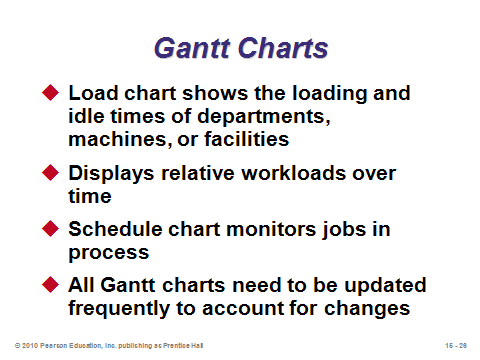 Gantt Charts
Load chart shows the loading and
idle times of departments,
machines, or facilities
Displays relative workloads over
time
Schedule chart monitors jobs in
process
All Gantt charts need to be updated
frequently to account for changes
© 2010 Pearson Education, Inc. publishing as Prentice Hall
15 - 28